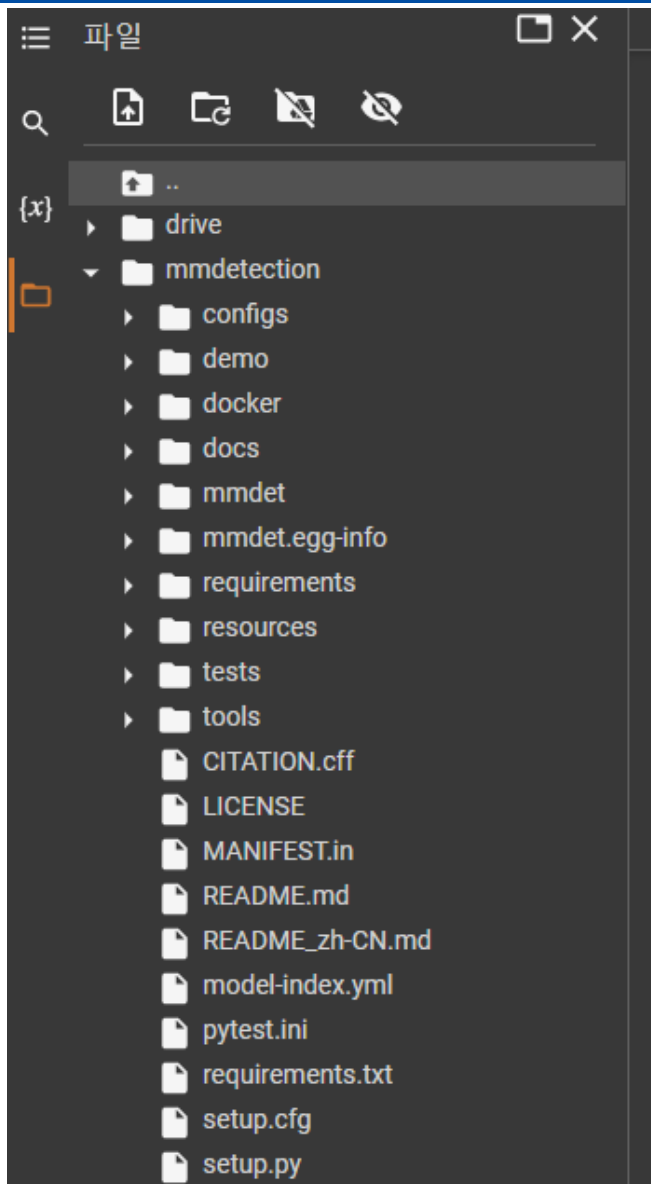 파일
..
{x}
drive
mmdetection
configs
demo
docker
docs
mmdet
mmdet.egg-info
requirements
resources
tests
tools
CITATION.cff
LICENSE
MANIFEST.in
README.md
README_zh-CN.md
model-index.yml
pytest.ini
requirements.txt
setup.cfg
setup.py